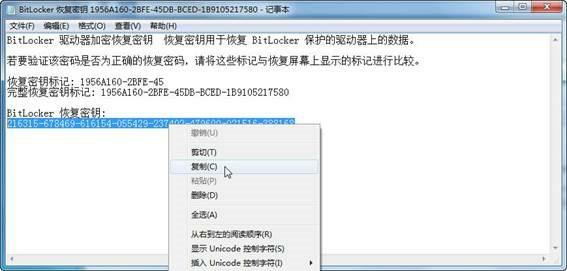 BitLocker 恢复密钥 1956A160-2BFE-45DB-BCED-1B9105217580 - 记事本
文件(F) 编辑(E) 格式(O) 查看(V) 帮助(H)
BitLocker 驱动器加密恢复密钥 恢复密钥用于恢复 BitLocker 保护的驱动器上的数据。
若要验证该密码是否为正确的恢复密码，请将这些标记与恢复屏幕上显示的标记进行比较。
恢复密钥标记: 1956A160-2BFE-45
完整恢复密钥标记: 1956A160-2BFE-45DB-BCED-1B9105217580
BitLocker 恢复密钥:
216315-678469-616154-055429-237402-479600-021516-288168
撤销(U)
剪切(T)
复制(C)
粘贴(P)
删除(D)
全选(A)
从右到左的阅读顺序(R)
显示 Unicode 控制字符(S)
插入 Unicode 控制字符(I)